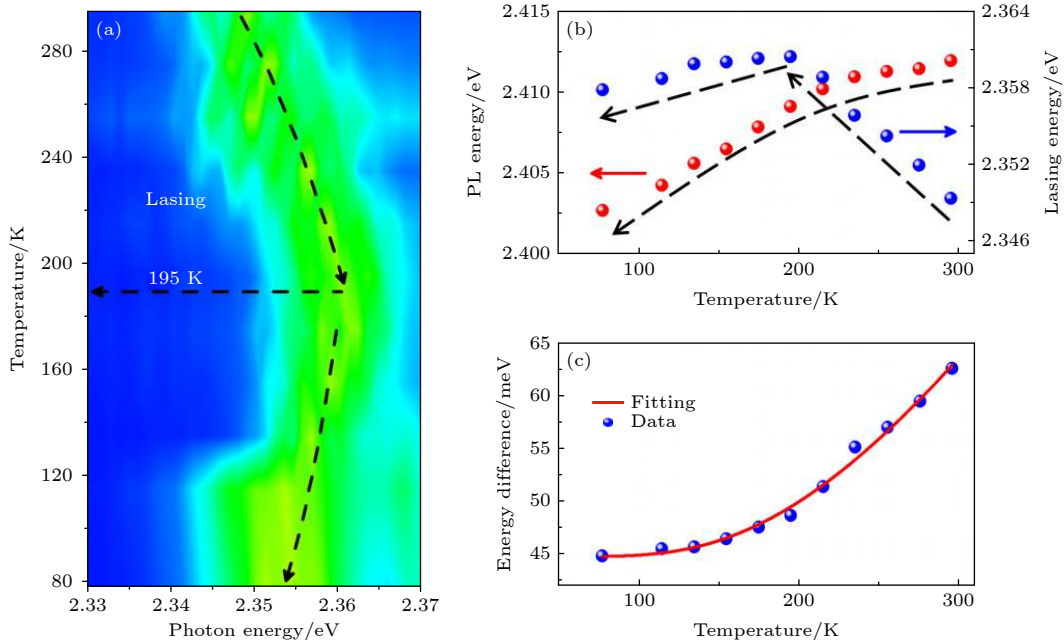 (a)
280
240
200
160
120
80
Temperature/K
Lasing
195 K
2.33
2.34
2.35
2.36
2.37
Photon energy/eV
(b)
2.415
2.410
2.405
2.400
PL energy/eV
2.364
2.358
2.352
2.346
Lasing energy/eV
100
200
300
Temperature/K
(c)
65
60
55
50
45
Energy difference/meV
Fitting
Data
100
200
300
Temperature/K